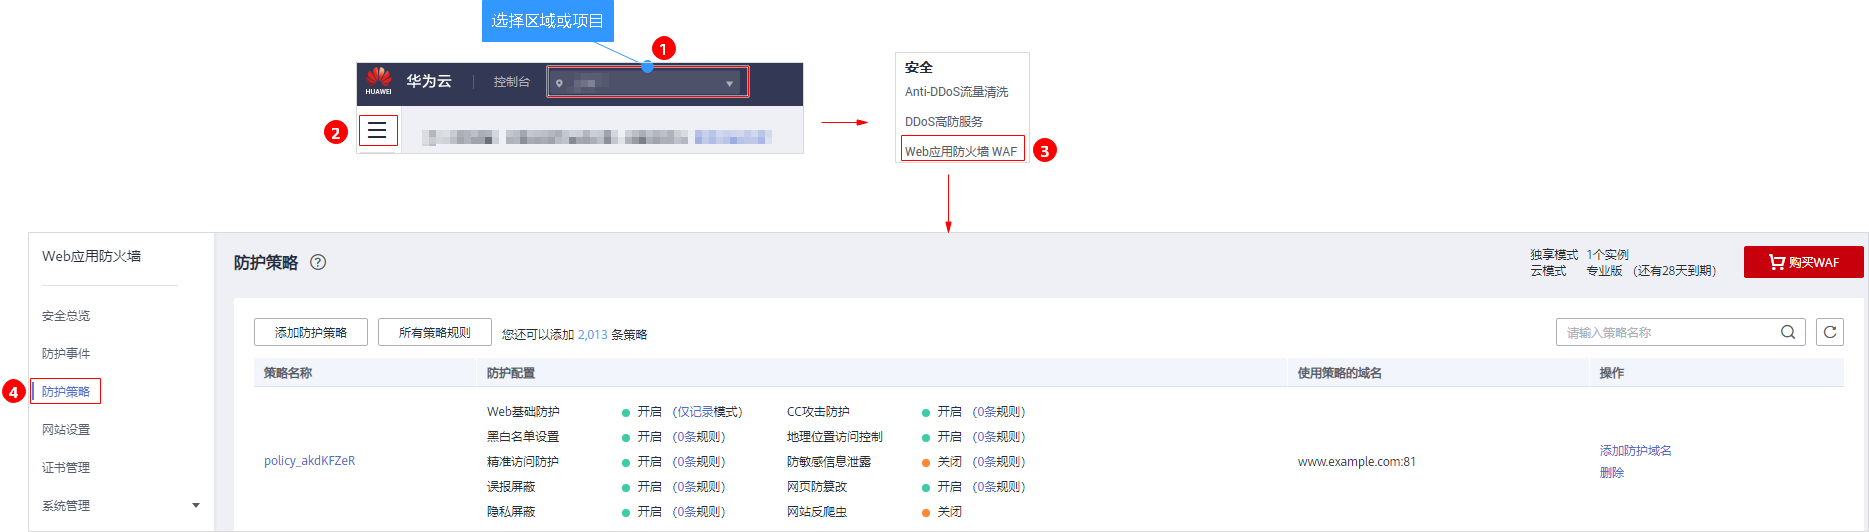 选择区域或项目
1
HUAWEI
华为云
控制台
2
安全
Anti-DDoS流量清洗
DDoS高防服务
Web应用防火墙 WAF
3
Web应用防火墙
安全总览
防护事件
4
防护策略
网站设置
证书管理
系统管理
防护策略 ?
独享模式 1个实例
云模式 专业版 （还有28天到期）
购买WAF
添加防护策略
所有策略规则
您还可以添加 2,013 条策略
请输入策略名称
策略名称 防护配置 使用策略的域名 操作
policy_akdKFZeR
Web基础防护 开启 （仅记录模式） CC攻击防护 开启 （0条规则）
黑白名单设置 开启 （0条规则） 地理位置访问控制 开启 （0条规则）
精准访问防护 开启 （0条规则） 防敏感信息泄露 关闭 （0条规则）
误报屏蔽 开启 （0条规则） 网页防篡改 开启 （0条规则）
隐私屏蔽 开启 （0条规则） 网站反爬虫 关闭
www.example.com:81
添加防护域名
删除